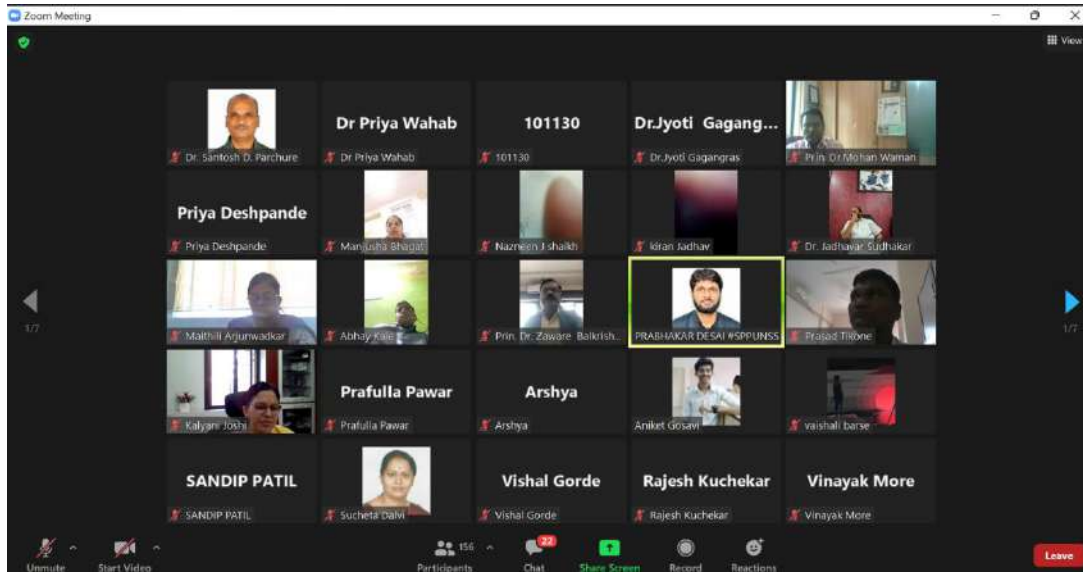 Zoom Meeting
View
Dr. Santosh D. Parchure
Dr Priya Wahab
Dr Priya Wahab
101130
101130
Dr.Jyoti Gagang...
Dr.Jyoti Gagangras
Prin. Dr.Mohan Waman
Priya Deshpande
Priya Deshpande
Manjusha Bhagat
Nazneen J shaikh
kiran Jadhav
Dr. Jadhavar Sudhakar
1/7
Maithili Arjunwadkar
Abhay Kale
Prin. Dr. Zaware Balkrish...
PRABHAKAR DESAI #SPPUNSS
Prasad Tikone
1/7
Kalyani Joshi
Prafulla Pawar
Prafulla Pawar
Arshya
Arshya
Aniket Gosavi
vaishali barse
SANDIP PATIL
SANDIP PATIL
Sucheta Dalvi
Vishal Gorde
Vishal Gorde
Rajesh Kuchekar
Rajesh Kuchekar
Vinayak More
Vinayak More
Unmute
Start Video
156
Participants
22
Chat
Share Screen
Record
Reactions
Leave